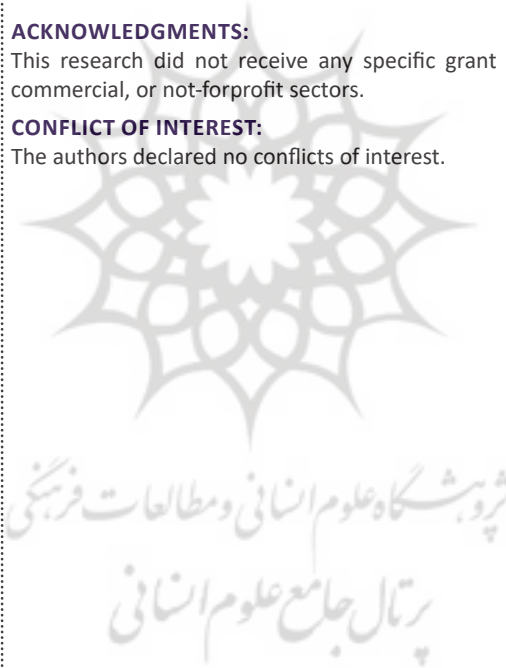 ACKNOWLEDGMENTS:
This research did not receive any specific grant
commercial, or not-forprofit sectors.
CONFLICT OF INTEREST:
The authors declared no conflicts of interest.
پژوهشگاه علوم انسانی و مطالعات فرهنگی
پرتال جامع علوم انسانی